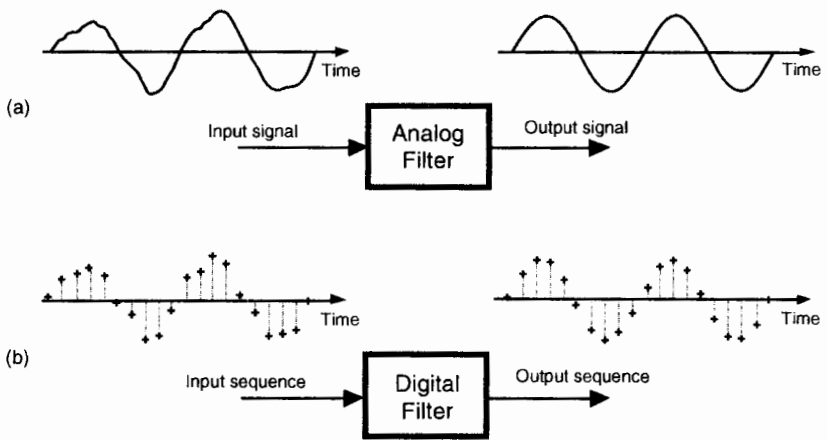 Time
Time
(a)
Input signal
Analog
Filter
Output signal
Time
Time
(b)
Input sequence
Digital
Filter
Output sequence